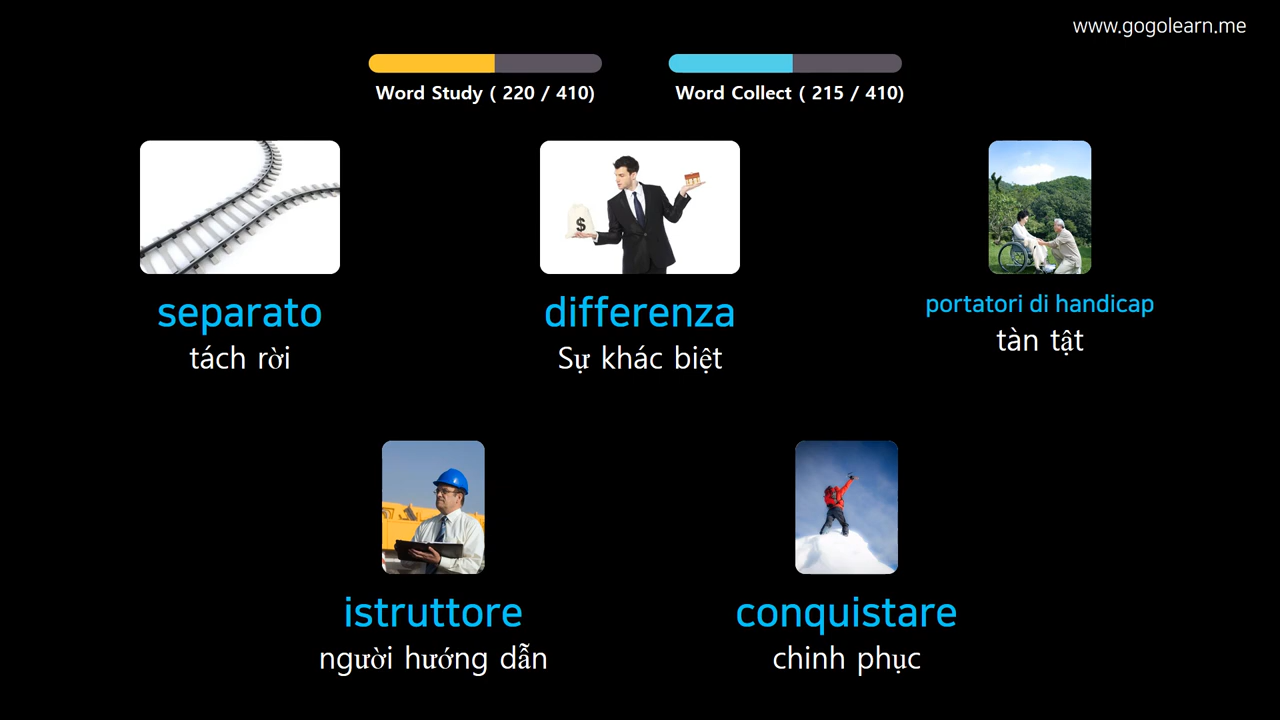 www.gogolearn.me
Word Study ( 220 / 410)
Word Collect ( 215 / 410)
$
separato
tách rời
differenza
Sự khác biệt
portatori di handicap
tàn tật
istruttore
người hướng dẫn
conquistare
chinh phục